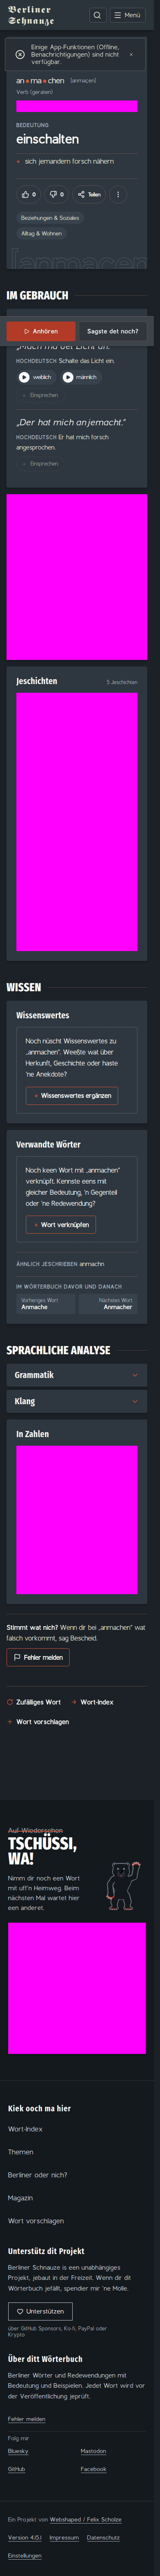 Berliner
Schnauze
Menü
Einige App-Funktionen (Offline,
Benachrichtigungen) sind nicht
verfügbar.
an•ma•chen [anmaχen]
Verb (geraten)
BEDEUTUNG
einschalten
sich jemandem forsch nähern
0
0
Teilen
Beziehungen & Soziales
Alltag & Wohnen
IM GEBRAUCH
Anhören
Sagste det noch?
„Mach ma det Licht an."
HOCHDEUTSCH Schalte das Licht ein.
weiblich
männlich
Einsprechen
„Der hat mich anjemacht."
HOCHDEUTSCH Er hat mich forsch
angesprochen.
Einsprechen
Jeschichten
5 Jeschichten
WISSEN
Wissenswertes
Noch nüscht Wissenswertes zu
„anmachen". Weeßte wat über
Herkunft, Geschichte oder haste
'ne Anekdote?
Wissenswertes ergänzen
Verwandte Wörter
Noch keen Wort mit „anmachen"
verknüpft. Kennste eens mit
gleicher Bedeutung, 'n Gegenteil
oder 'ne Redewendung?
Wort verknüpfen
ÄHNLICH JESCHRIEBEN anmachn
IM WÖRTERBUCH DAVOR UND DANACH
Vorheriges Wort
Anmache
Nächstes Wort
Anmacher
SPRACHLICHE ANALYSE
Grammatik
Klang
In Zahlen
Stimmt wat nich? Wenn dir bei „anmachen" wat
falsch vorkommt, sag Bescheid.
Fehler melden
Zufälliges Wort
Wort-Index
Wort vorschlagen
Auf Wiedersehen
TSCHÜSSI,
WA!
Nimm dir noch een Wort
mit uff'n Heimweg. Beim
nächsten Mal wartet hier
een anderet.
Kiek ooch ma hier
Wort-Index
Themen
Berliner oder nich?
Magazin
Wort vorschlagen
Unterstütz dit Projekt
Berliner Schnauze is een unabhängiges
Projekt, jebaut in der Freizeit. Wenn dir dit
Wörterbuch jefällt, spendier mir 'ne Molle.
Unterstützen
über GitHub Sponsors, Ko-fi, PayPal oder
Krypto
Über ditt Wörterbuch
Berliner Wörter und Redewendungen mit
Bedeutung und Beispielen. Jedet Wort wird vor
der Veröffentlichung jeprüft.
Fehler melden
Folg mir
Bluesky
Mastodon
GitHub
Facebook
Ein Projekt von Webshaped / Felix Scholze
Version 4.15.1
Impressum
Datenschutz
Einstellungen